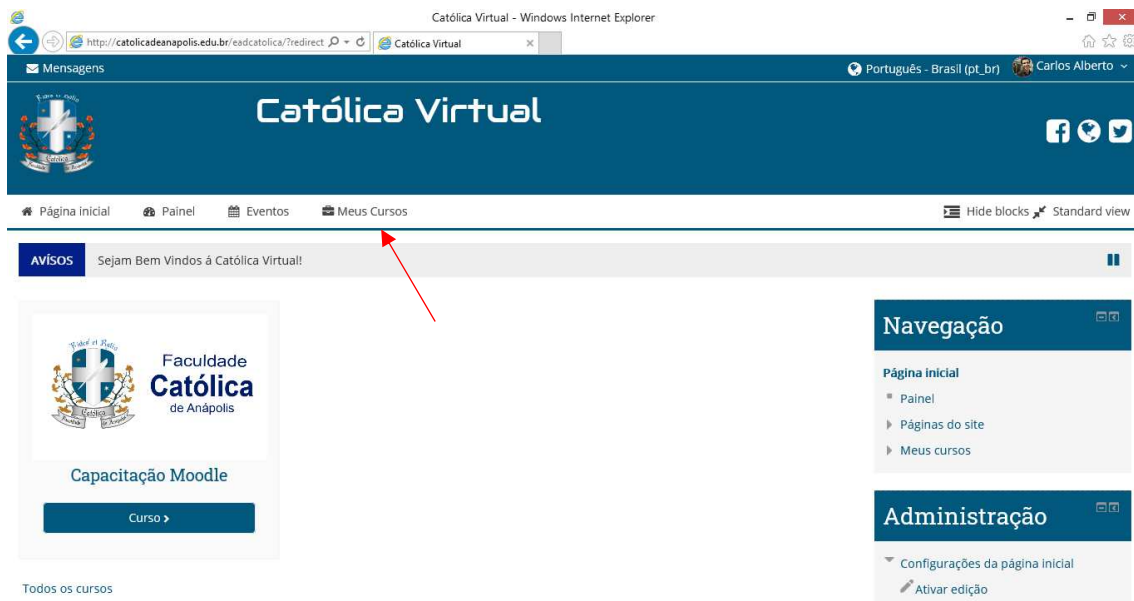 Católica Virtual - Windows Internet Explorer
http://catolicadeanapolis.edu.br/eadcatolica/?redirect
Católica Virtual
Mensagens
Português - Brasil (pt_br)
Carlos Alberto
Católica Virtual
Página inicial
Painel
Eventos
Meus Cursos
Hide blocks
Standard view
AVÍSOS
Sejam Bem Vindos á Católica Virtual!
Faculdade
Católica
de Anápolis
Capacitação Moodle
Curso
Todos os cursos
Navegação
Página inicial
Painel
Páginas do site
Meus cursos
Administração
Configurações da página inicial
Ativar edição